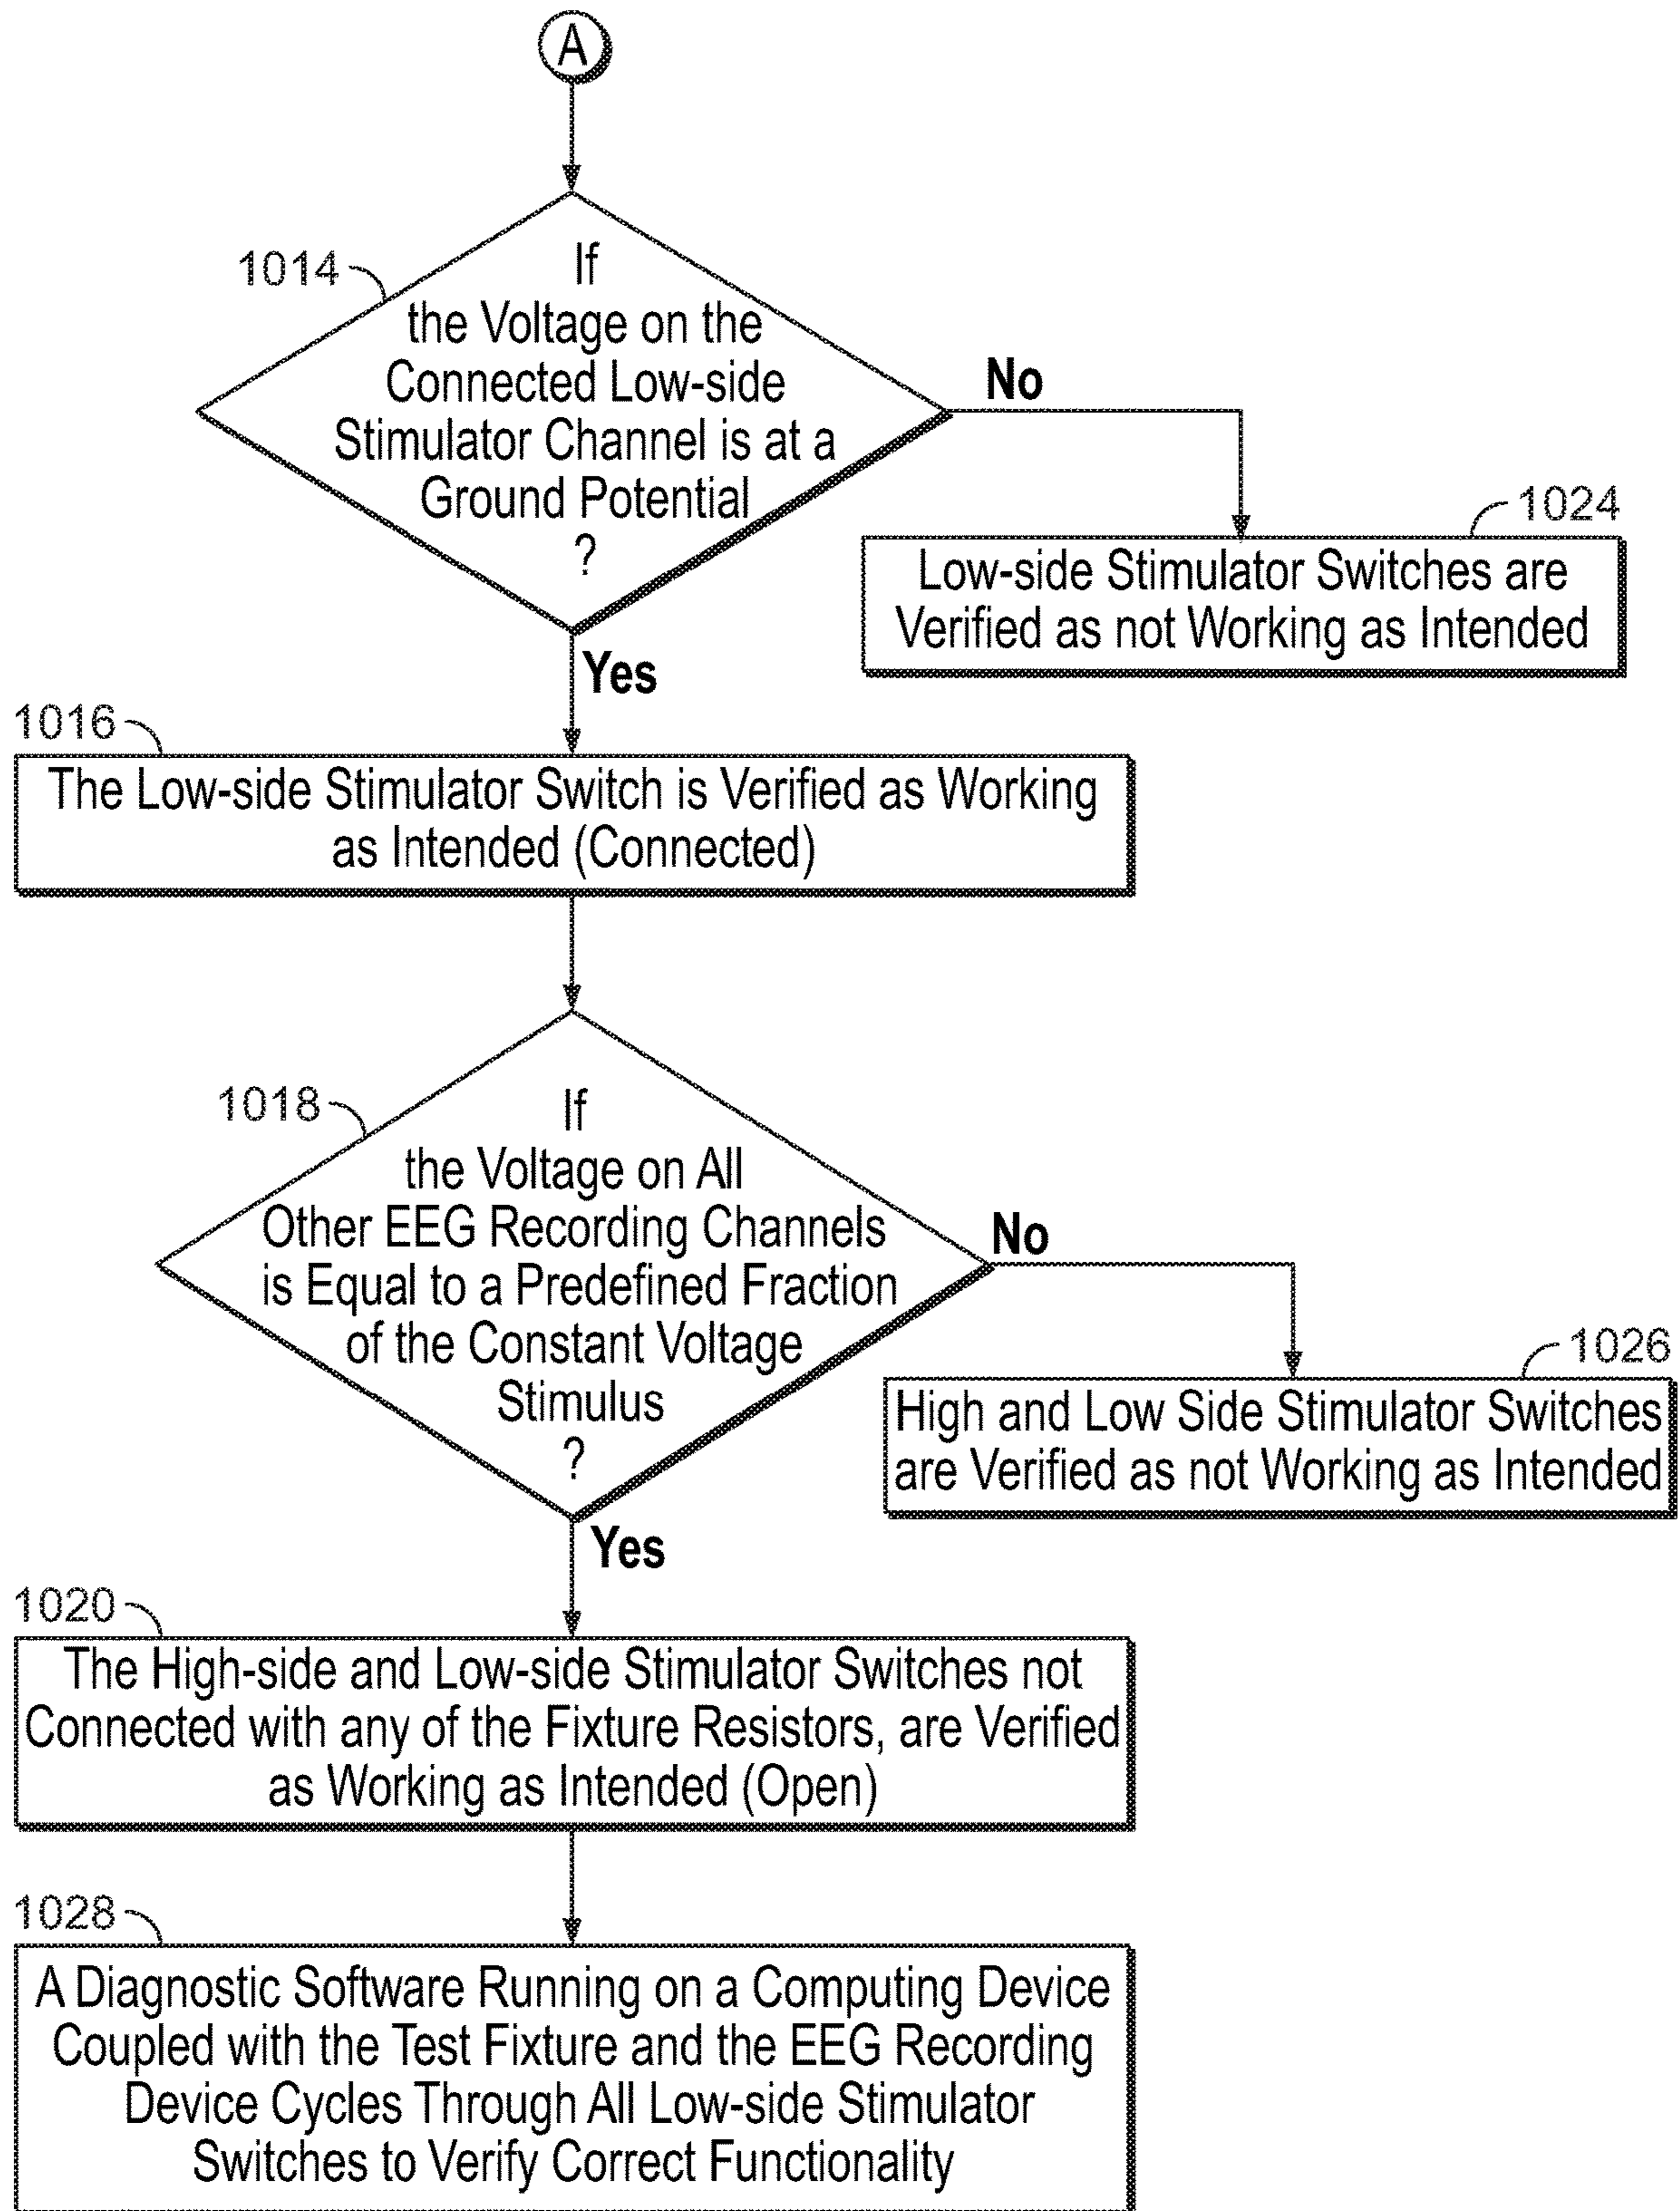 A
1014
If
the Voltage on the
Connected Low-side
Stimulator Channel is at a
Ground Potential
?
No
1024
Low-side Stimulator Switches are
Verified as not Working as Intended
Yes
1016
The Low-side Stimulator Switch is Verified as Working
as Intended (Connected)
1018
If
the Voltage on All
Other EEG Recording Channels
is Equal to a Predefined Fraction
of the Constant Voltage
Stimulus
?
No
1026
High and Low Side Stimulator Switches
are Verified as not Working as Intended
Yes
1020
The High-side and Low-side Stimulator Switches not
Connected with any of the Fixture Resistors, are Verified
as Working as Intended (Open)
1028
A Diagnostic Software Running on a Computing Device
Coupled with the Test Fixture and the EEG Recording
Device Cycles Through All Low-side Stimulator
Switches to Verify Correct Functionality